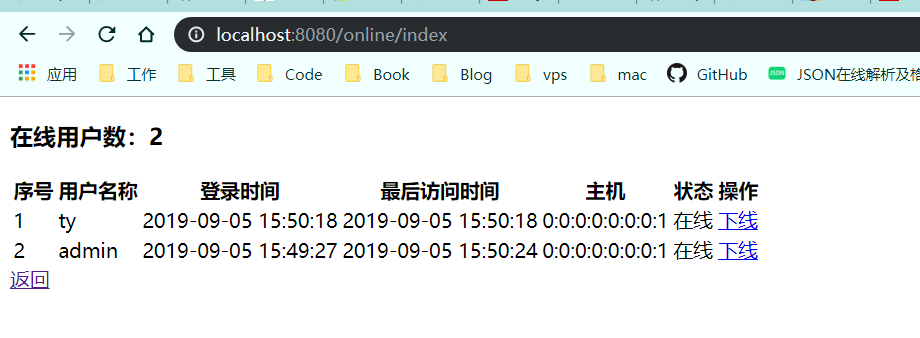 localhost:8080/online/index
应用 工作 工具 Code Book Blog vps mac GitHub JSON JSON在线解析及格
在线用户数：2
序号 用户名称 登录时间 最后访问时间 主机 状态 操作
1 ty 2019-09-05 15:50:18 2019-09-05 15:50:18 0:0:0:0:0:0:0:1 在线 下线
2 admin 2019-09-05 15:49:27 2019-09-05 15:50:24 0:0:0:0:0:0:0:1 在线 下线
返回